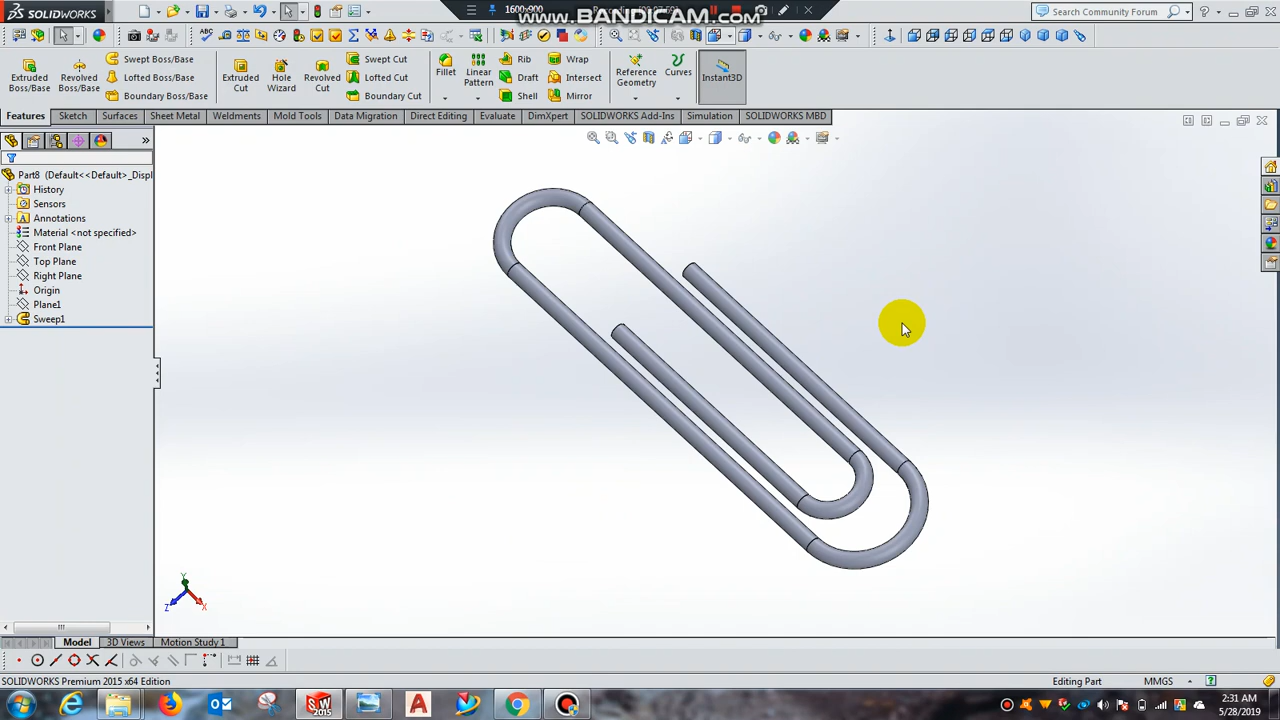 SOLIDWORKS
1600x900
www.BANDICAM.com
Search Community Forum
Extruded Boss/Base
Revolved Boss/Base
Swept Boss/Base
Lofted Boss/Base
Boundary Boss/Base
Extruded Cut
Hole Wizard
Revolved Cut
Swept Cut
Lofted Cut
Boundary Cut
Fillet
Linear Pattern
Rib
Draft
Shell
Wrap
Intersect
Mirror
Reference Geometry
Curves
Instant3D
Features
Sketch
Surfaces
Sheet Metal
Weldments
Mold Tools
Data Migration
Direct Editing
Evaluate
DimXpert
SOLIDWORKS Add-Ins
Simulation
SOLIDWORKS MBD
Part8 (Default<<Default>_Displ
History
Sensors
Annotations
Material <not specified>
Front Plane
Top Plane
Right Plane
Origin
Plane1
Sweep1
Y
Z
X
Model
3D Views
Motion Study 1
SOLIDWORKS Premium 2015 x64 Edition
Editing Part
MMGS
2:31 AM
5/28/2019